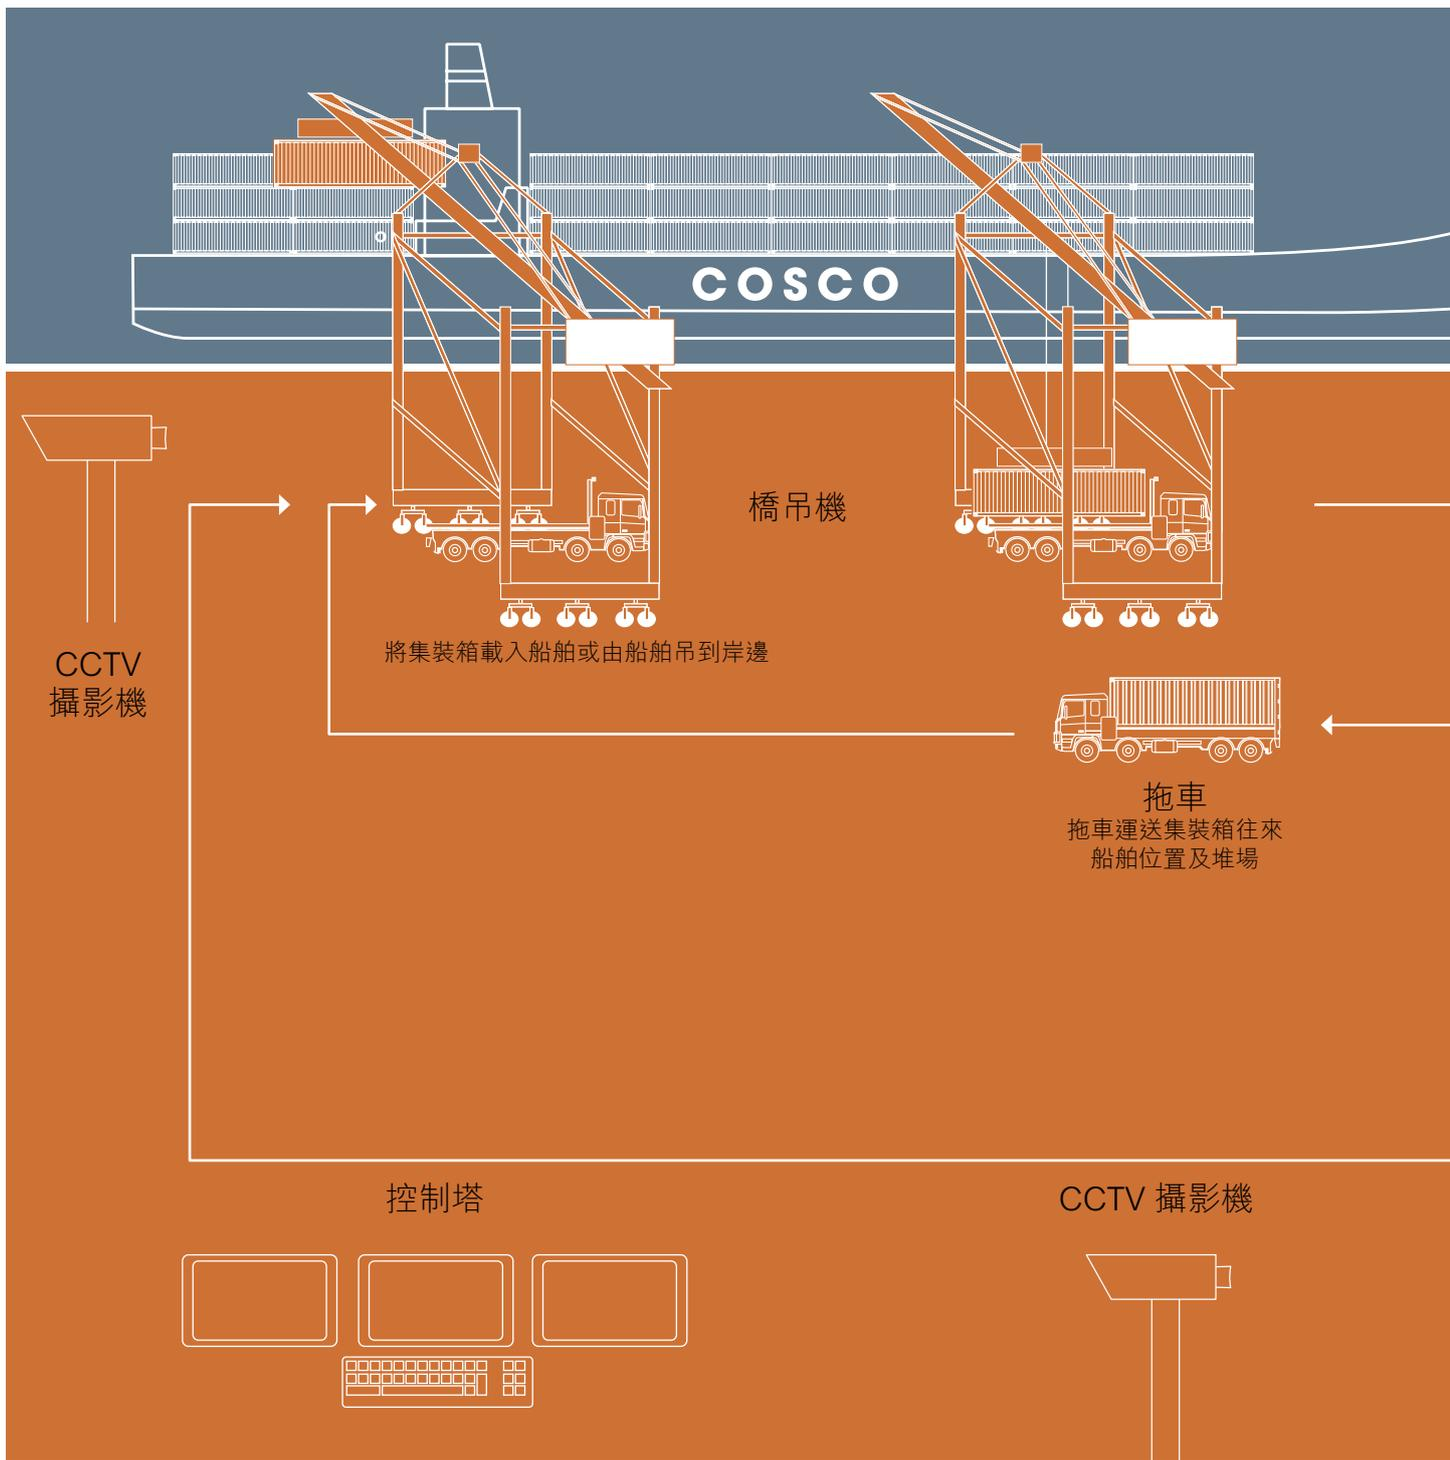 COSCO
橋吊機
CCTV
攝影機
將集裝箱載入船舶或由船舶吊到岸邊
拖車
拖車運送集裝箱往來
船舶位置及堆場
控制塔
CCTV 攝影機